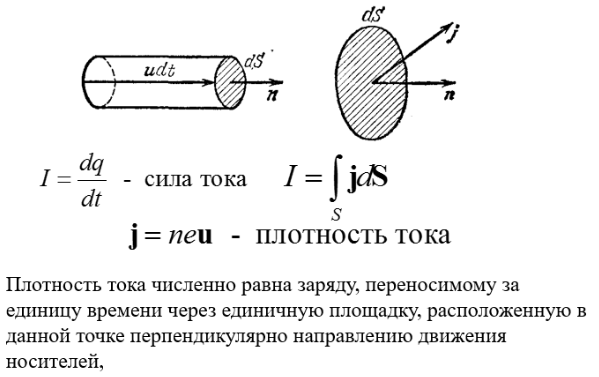 dS
j
udt
dS
n
n
I = dq/dt - сила тока I = ∫_S jdS
j = neu - плотность тока
Плотность тока численно равна заряду, переносимому за
единицу времени через единичную площадку, расположенную в
данной точке перпендикулярно направлению движения
носителей,